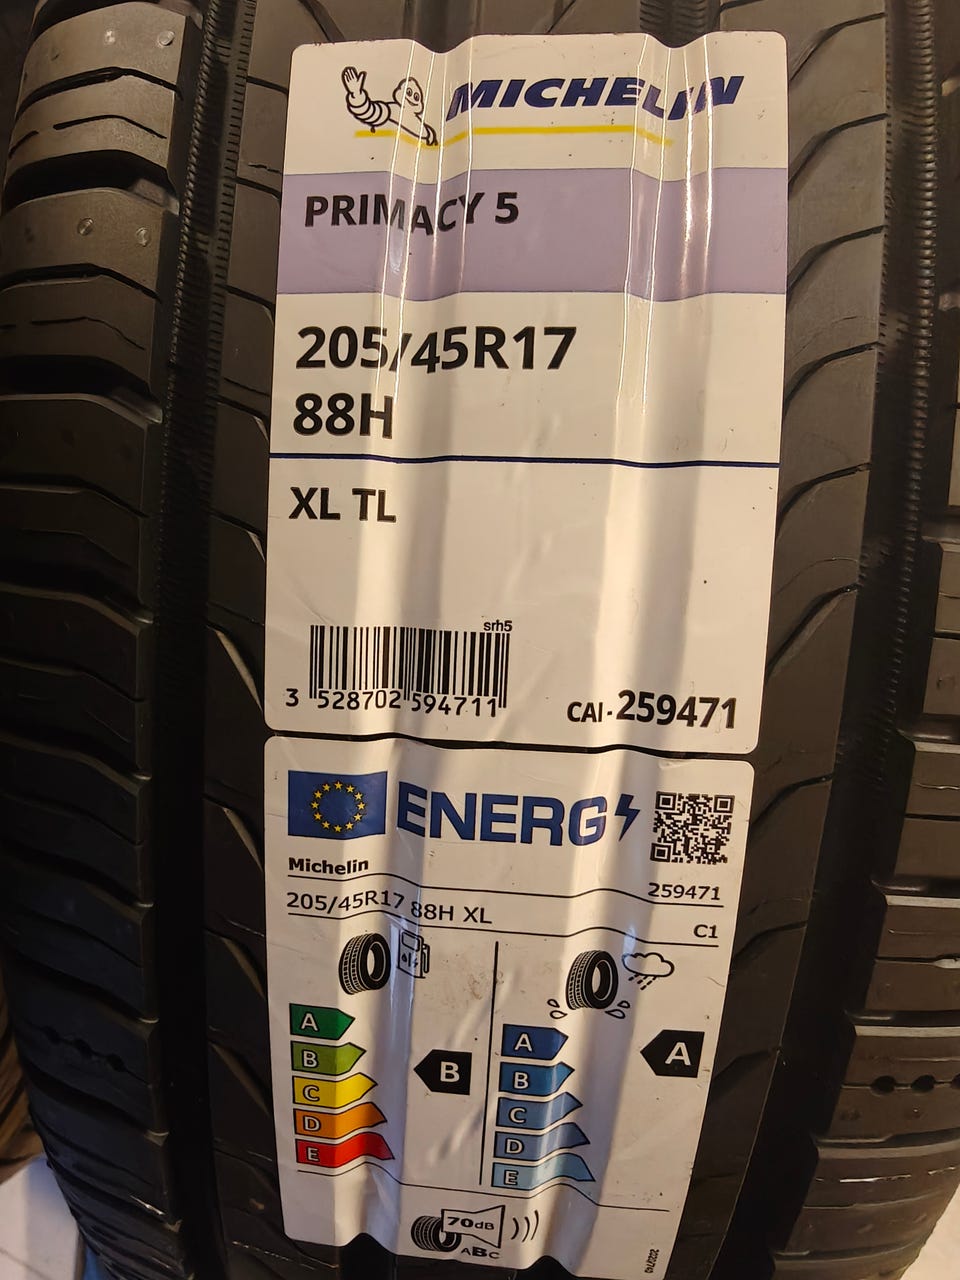 MICHELIN
PRIMACY 5
205/45R17
88H
XL TL
srh5
3 528702 594711
CAI-259471
ENERG
Michelin
259471
205/45R17 88H XL
C1
A
B
C
D
E
B
A
B
C
D
E
A
70dB
ABC